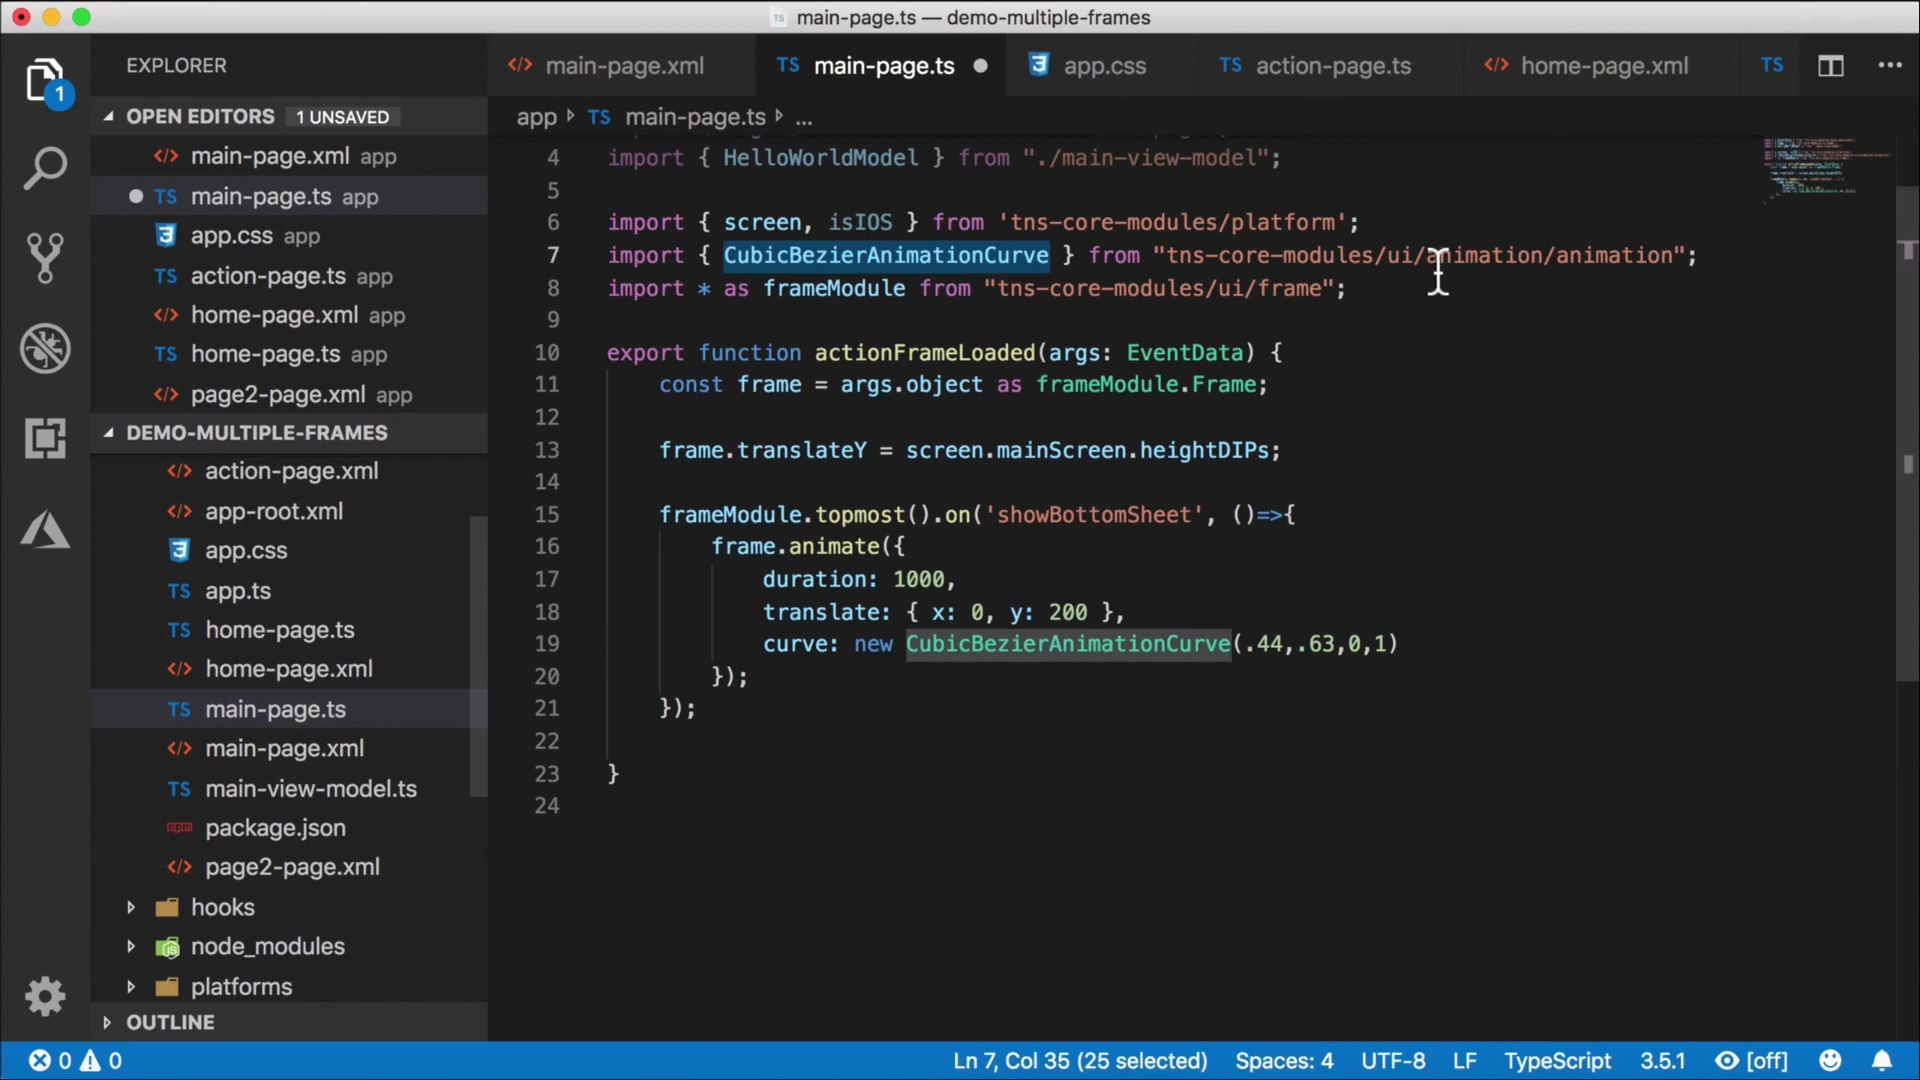 main-page.ts — demo-multiple-frames
EXPLORER
1
OPEN EDITORS 1 UNSAVED
main-page.xml app
TS main-page.ts app
app.css app
TS action-page.ts app
home-page.xml app
TS home-page.ts app
page2-page.xml app
DEMO-MULTIPLE-FRAMES
action-page.xml
app-root.xml
app.css
TS app.ts
TS home-page.ts
home-page.xml
TS main-page.ts
main-page.xml
TS main-view-model.ts
package.json
page2-page.xml
hooks
node_modules
platforms
OUTLINE
main-page.xml TS main-page.ts app.css TS action-page.ts home-page.xml TS
app TS main-page.ts ...
4 import { HelloWorldModel } from "./main-view-model";
5
6 import { screen, isIOS } from 'tns-core-modules/platform';
7 import { CubicBezierAnimationCurve } from "tns-core-modules/ui/animation/animation";
8 import * as frameModule from "tns-core-modules/ui/frame";
9
10 export function actionFrameLoaded(args: EventData) {
11 const frame = args.object as frameModule.Frame;
12
13 frame.translateY = screen.mainScreen.heightDIPs;
14
15 frameModule.topmost().on('showBottomSheet', ()=>{
16 frame.animate({
17 duration: 1000,
18 translate: { x: 0, y: 200 },
19 curve: new CubicBezierAnimationCurve(.44,.63,0,1)
20 });
21 });
22
23 }
24
0 0 Ln 7, Col 35 (25 selected) Spaces: 4 UTF-8 LF TypeScript 3.5.1 [off]